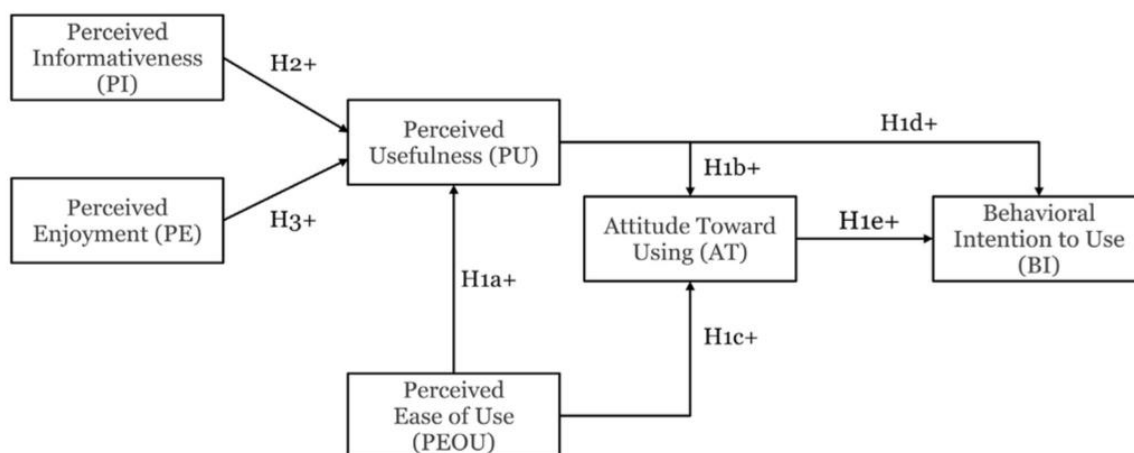 Perceived
Informativeness
(PI)
H2+
Perceived
Usefulness (PU)
H1d+
H1b+
Perceived
Enjoyment (PE)
H3+
Attitude Toward
Using (AT)
H1e+
Behavioral
Intention to Use
(BI)
H1a+
H1c+
Perceived
Ease of Use
(PEOU)